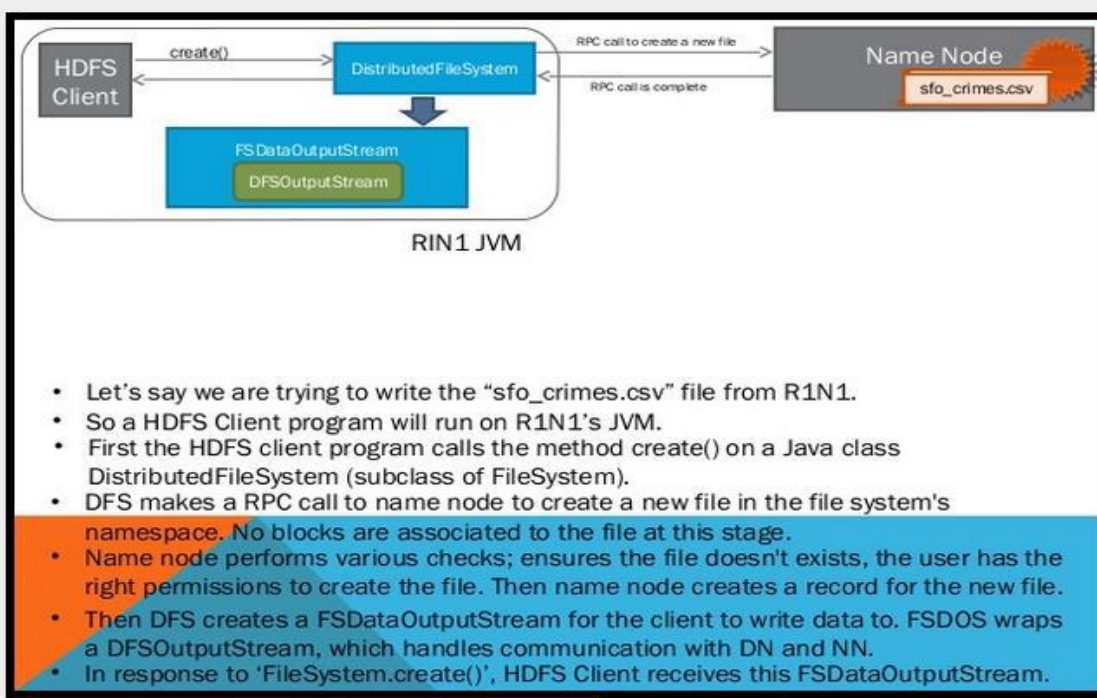 HDFS
Client
create()
DistributedFileSystem
RPC call to create a new file
RPC call is complete
Name Node
sfo_crimes.csv
FSDataOutputStream
DFSOutputStream
RIN1 JVM
• Let's say we are trying to write the “sfo_crimes.csv” file from R1N1.
• So a HDFS Client program will run on R1N1's JVM.
• First the HDFS client program calls the method create() on a Java class
DistributedFileSystem (subclass of FileSystem).
• DFS makes a RPC call to name node to create a new file in the file system's
namespace. No blocks are associated to the file at this stage.
• Name node performs various checks; ensures the file doesn't exists, the user has the
right permissions to create the file. Then name node creates a record for the new file.
• Then DFS creates a FSDataOutputStream for the client to write data to. FSDOS wraps
a DFSOutputStream, which handles communication with DN and NN.
• In response to ‘FileSystem.create()’, HDFS Client receives this FSDataOutputStream.